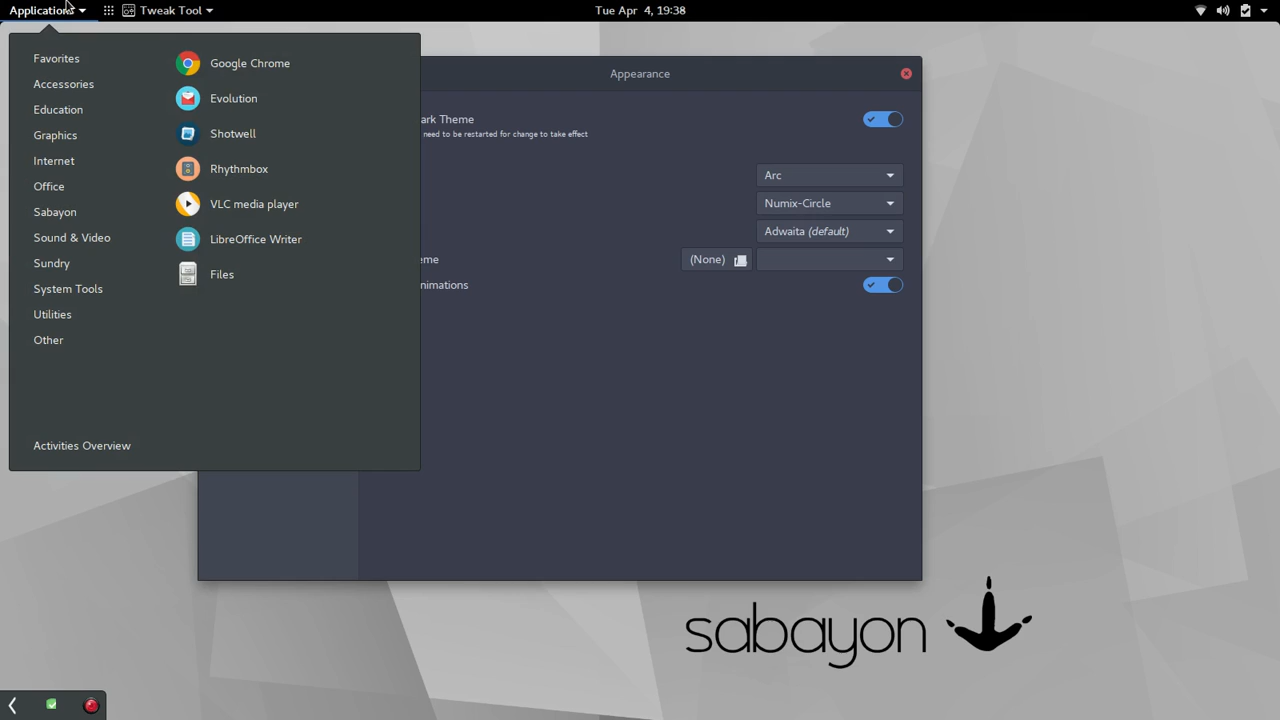 Applications
Tweak Tool
Tue Apr 4, 19:38
Favorites
Accessories
Education
Graphics
Internet
Office
Sabayon
Sound & Video
Sundry
System Tools
Utilities
Other
Activities Overview
Google Chrome
Evolution
Shotwell
Rhythmbox
VLC media player
LibreOffice Writer
Files
Appearance
ark Theme
need to be restarted for change to take effect
Arc
Numix-Circle
Adwaita (default)
eme
(None)
nimations
sabayon